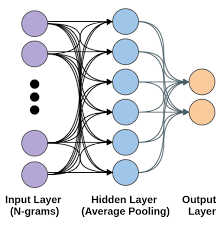 Input Layer
(N-grams)
Hidden Layer
(Average Pooling)
Output
Layer